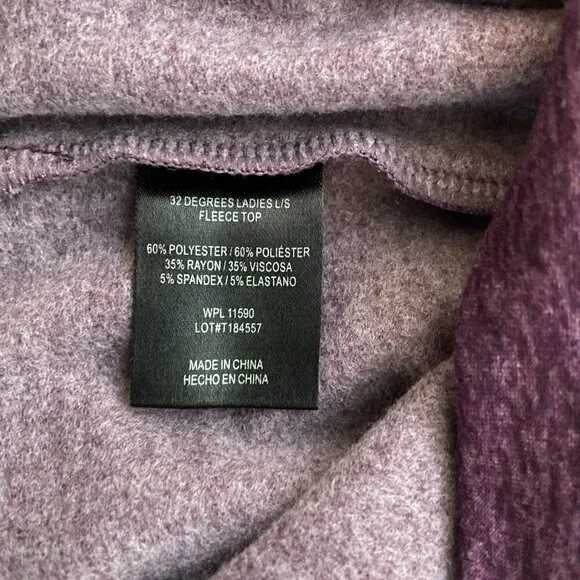 32 DEGREES LADIES L/S
FLEECE TOP
60% POLYESTER / 60% POLIÉSTER
35% RAYON / 35% VISCOSA
5% SPANDEX / 5% ELASTANO
WPL 11590
LOT#T184557
MADE IN CHINA
HECHO EN CHINA